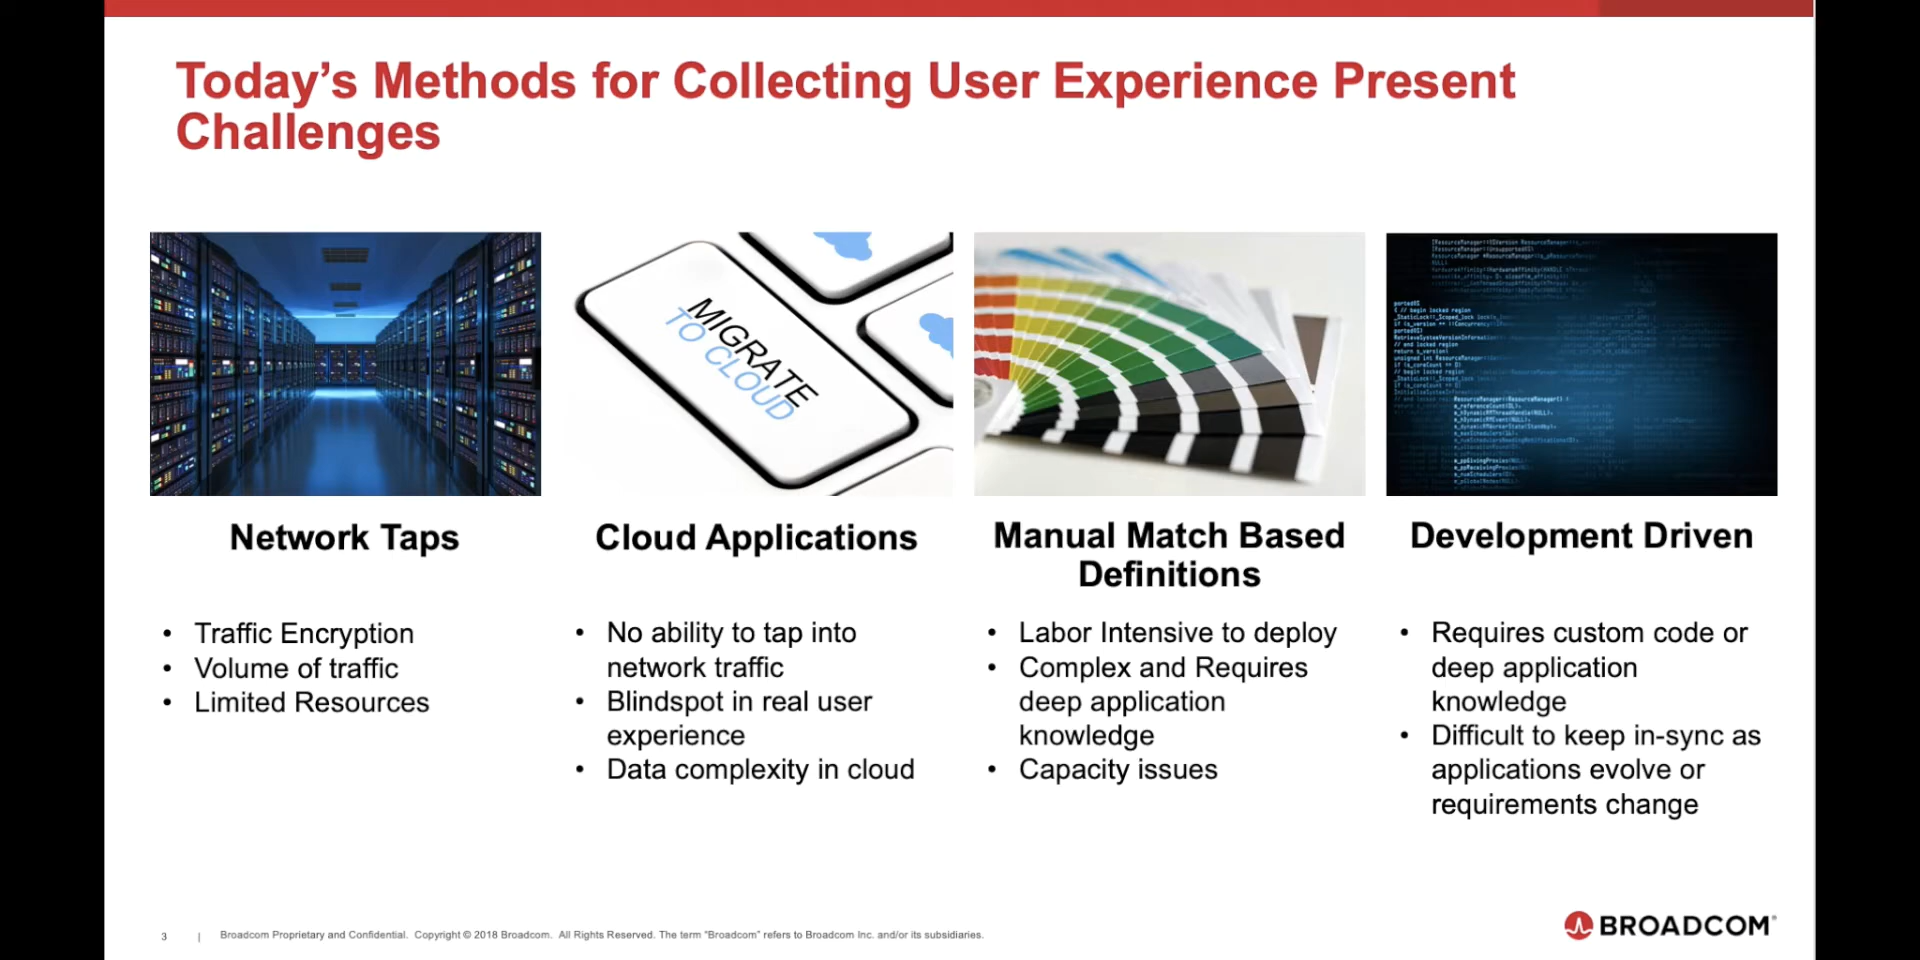 Today’s Methods for Collecting User Experience Present
Challenges
MIGRATE
TO CLOUD
Network Taps
• Traffic Encryption
• Volume of traffic
• Limited Resources
Cloud Applications
• No ability to tap into
network traffic
• Blindspot in real user
experience
• Data complexity in cloud
Manual Match Based
Definitions
• Labor Intensive to deploy
• Complex and Requires
deep application
knowledge
• Capacity issues
Development Driven
• Requires custom code or
deep application
knowledge
• Difficult to keep in-sync as
applications evolve or
requirements change
3 | Broadcom Proprietary and Confidential. Copyright © 2018 Broadcom. All Rights Reserved. The term “Broadcom” refers to Broadcom Inc. and/or its subsidiaries.
BROADCOM